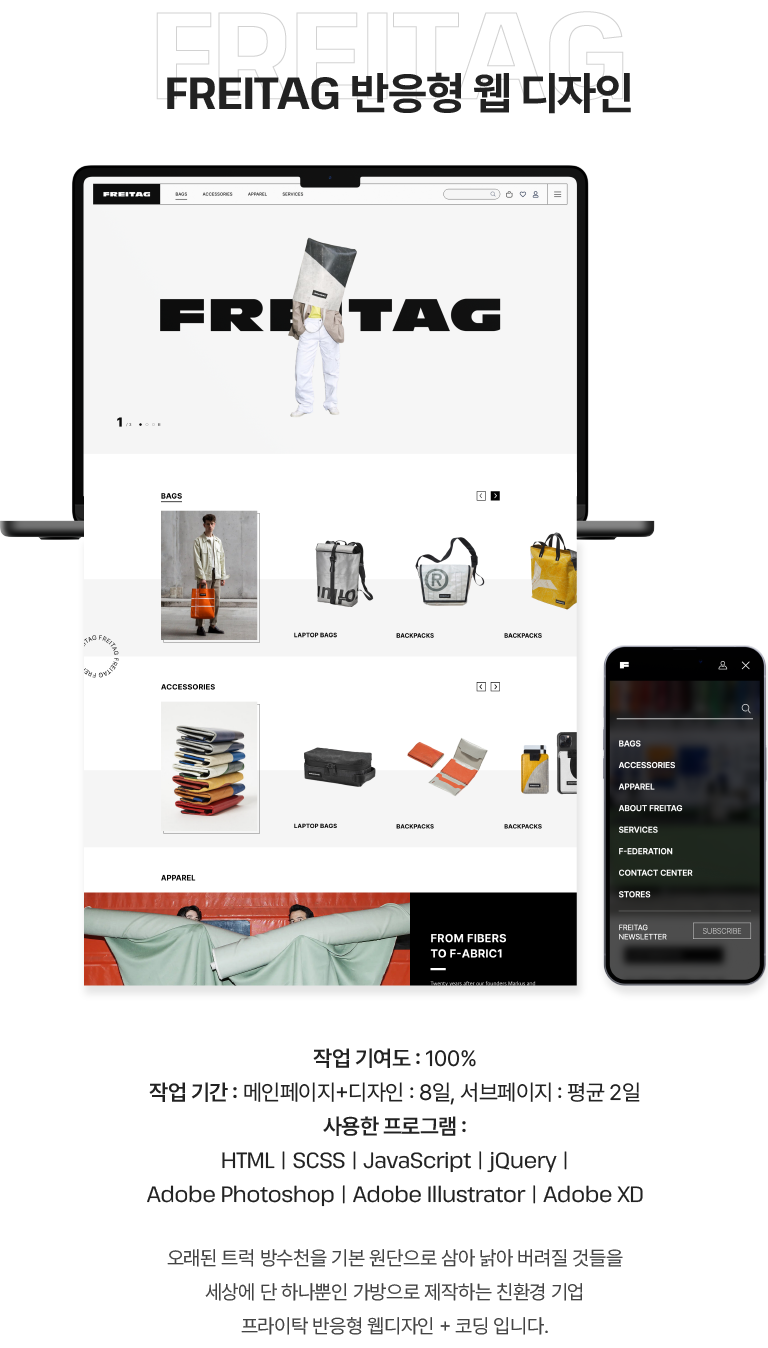 FREITAG
FREITAG 반응형 웹 디자인
FREITAG BAGS ACCESSORIES APPAREL SERVICES
FREITAG
1 / 3
BAGS
LAPTOP BAGS BACKPACKS BACKPACKS
FREITAG FREITAG
ACCESSORIES
LAPTOP BAGS BACKPACKS BACKPACKS
APPAREL
FROM FIBERS
TO F-ABRIC1
Twenty years after our founders Markus and
F
BAGS
ACCESSORIES
APPAREL
ABOUT FREITAG
SERVICES
F-EDERATION
CONTACT CENTER
STORES
FREITAG
NEWSLETTER
SUBSCRIBE
작업 기여도 : 100%
작업 기간 : 메인페이지+디자인 : 8일, 서브페이지 : 평균 2일
사용한 프로그램 :
HTML | SCSS | JavaScript | jQuery |
Adobe Photoshop | Adobe Illustrator | Adobe XD
오래된 트럭 방수천을 기본 원단으로 삼아 낡아 버려질 것들을
세상에 단 하나뿐인 가방으로 제작하는 친환경 기업
프라이탁 반응형 웹디자인 + 코딩 입니다.